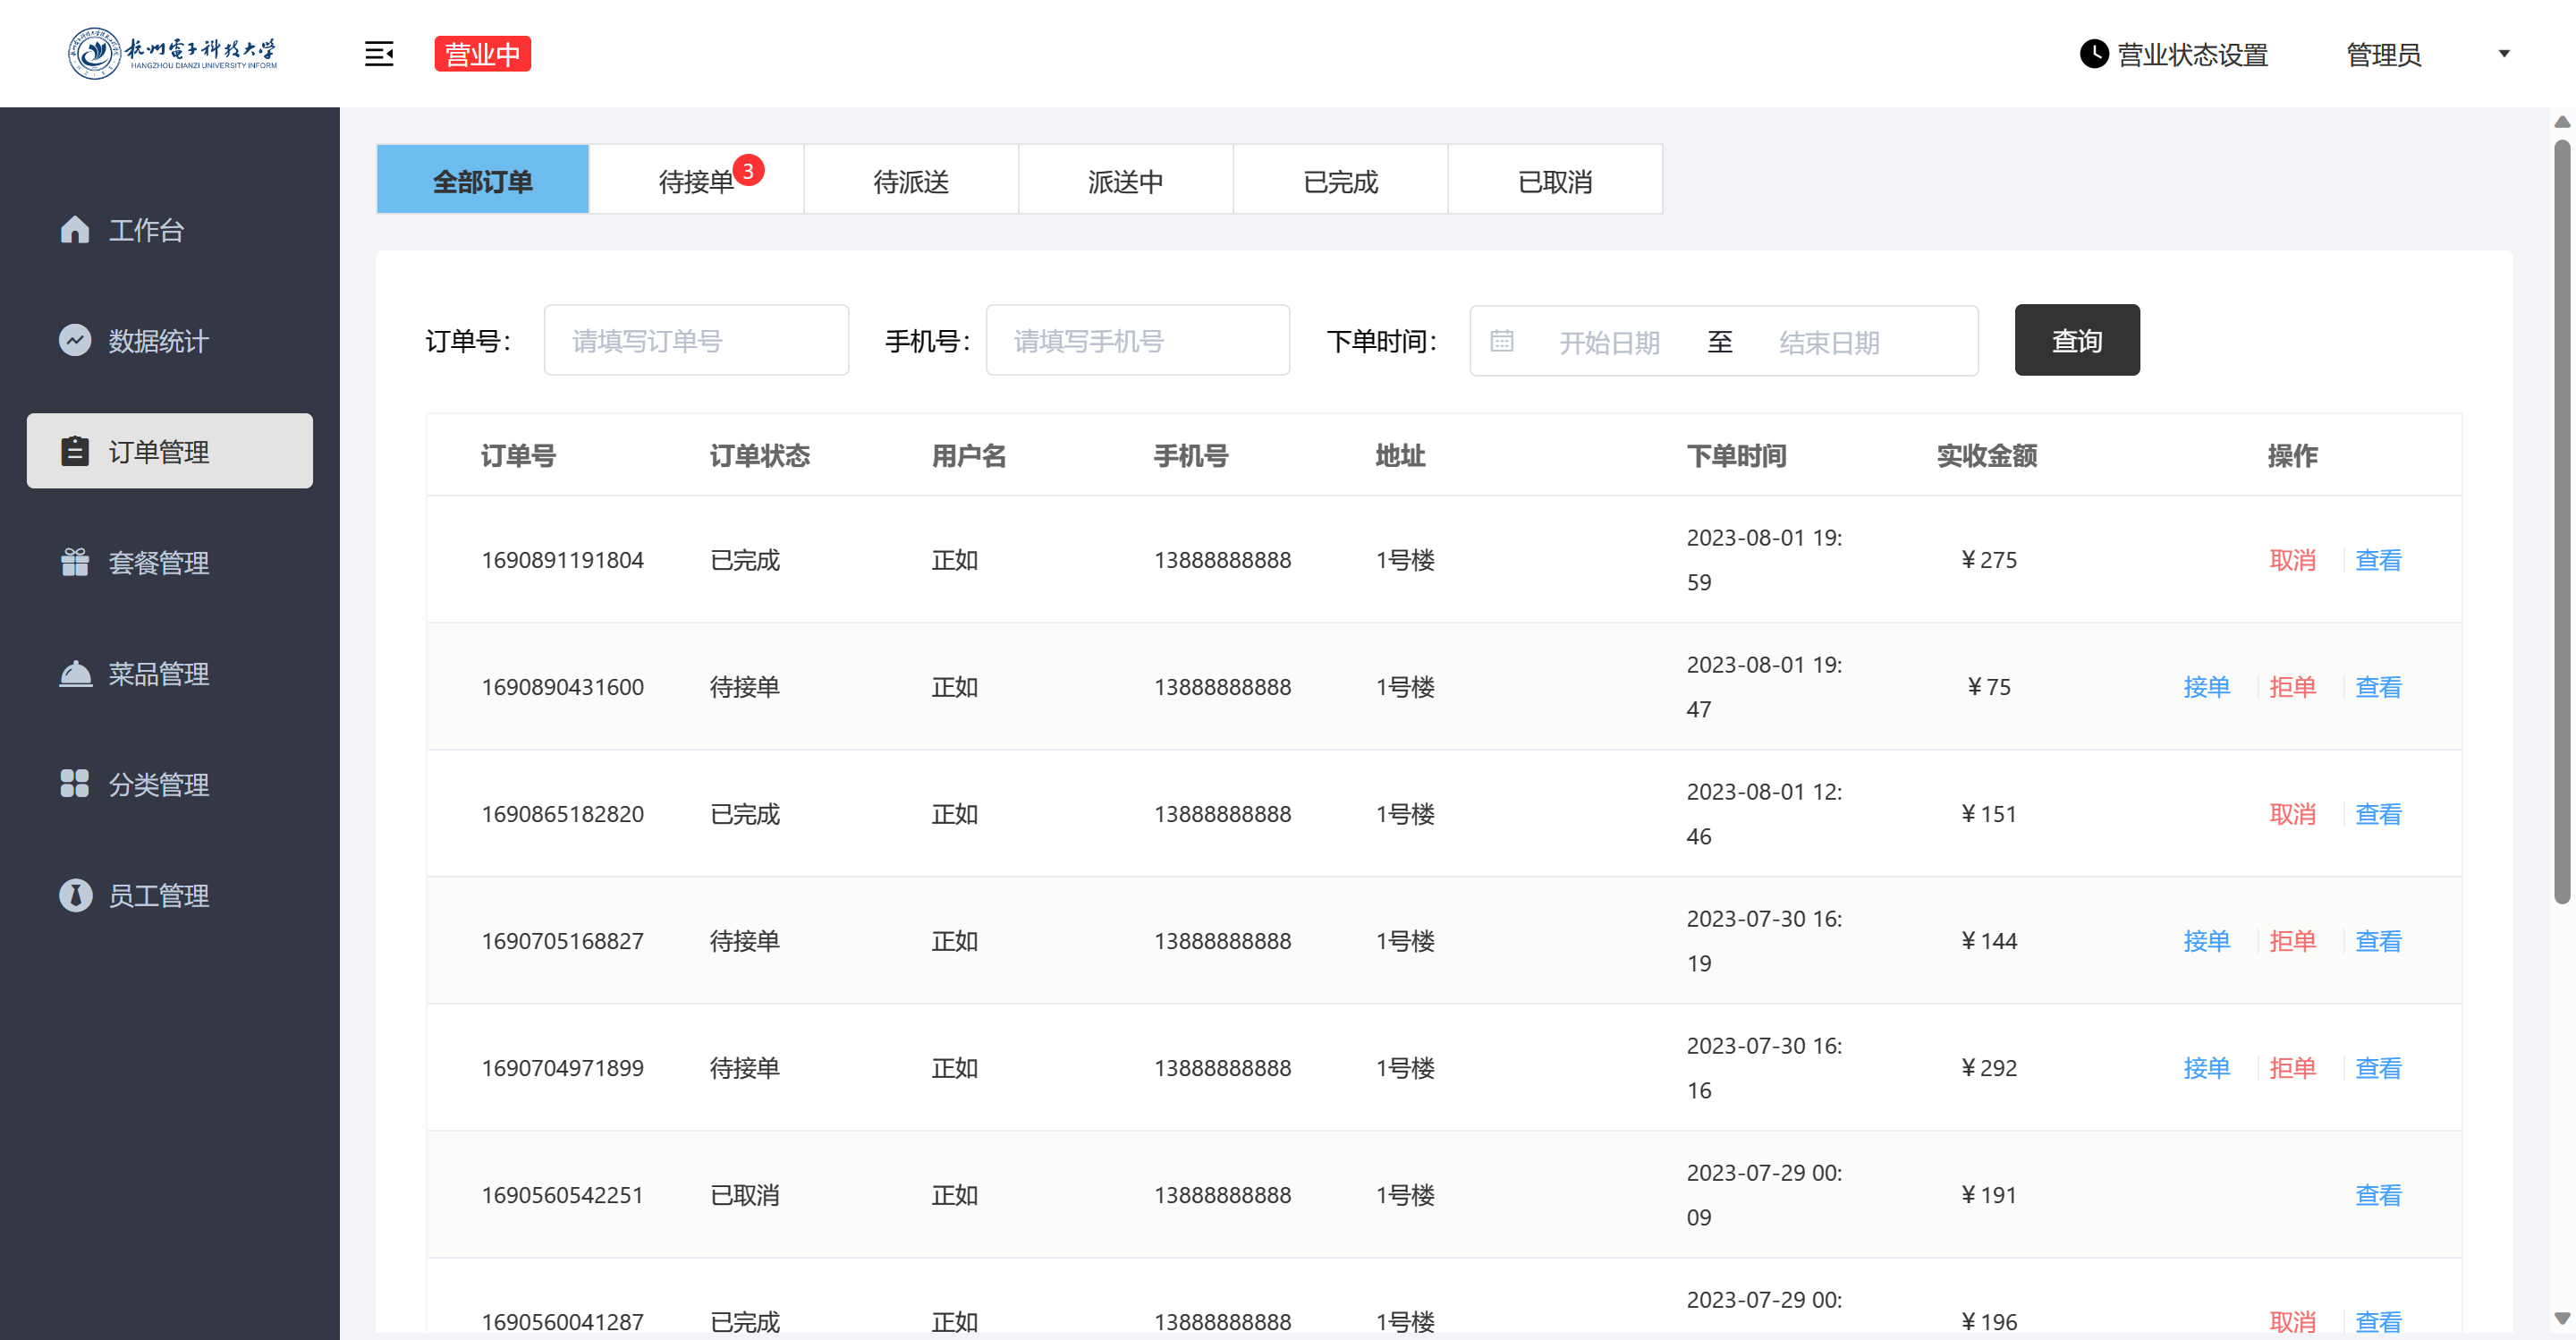 杭州電子科技大学
HANGZHOU DIANZI UNIVERSITY INFORM
营业中
营业状态设置
管理员
工作台
数据统计
订单管理
套餐管理
菜品管理
分类管理
员工管理
全部订单
待接单
3
待派送
派送中
已完成
已取消
订单号：
请填写订单号
手机号：
请填写手机号
下单时间：
开始日期
至
结束日期
查询
订单号 订单状态 用户名 手机号 地址 下单时间 实收金额 操作
1690891191804 已完成 正如 13888888888 1号楼 2023-08-01 19:
59
￥275 取消 查看
1690890431600 待接单 正如 13888888888 1号楼 2023-08-01 19:
47
￥75 接单 拒单 查看
1690865182820 已完成 正如 13888888888 1号楼 2023-08-01 12:
46
￥151 取消 查看
1690705168827 待接单 正如 13888888888 1号楼 2023-07-30 16:
19
￥144 接单 拒单 查看
1690704971899 待接单 正如 13888888888 1号楼 2023-07-30 16:
16
￥292 接单 拒单 查看
1690560542251 已取消 正如 13888888888 1号楼 2023-07-29 00:
09
￥191 查看
1690560041287 已完成 正如 13888888888 1号楼 2023-07-29 00:
￥196 取消 查看